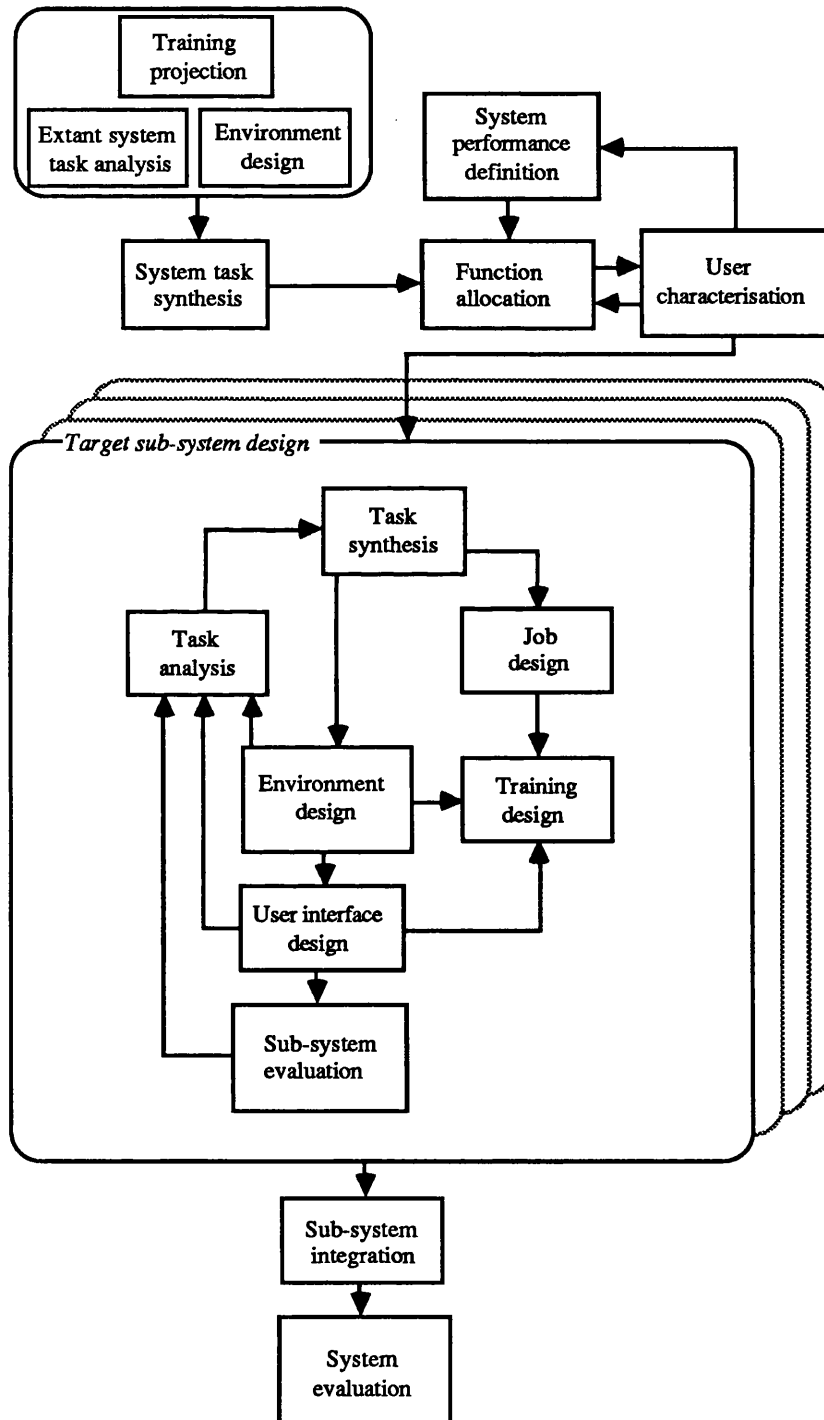 Training
projection
Extant system
task analysis
Environment
design
System
performance
definition
System task
synthesis
Function
allocation
User
characterisation
Target sub-system design
Task
synthesis
Task
analysis
Job
design
Environment
design
Training
design
User interface
design
Sub-system
evaluation
Sub-system
integration
System
evaluation